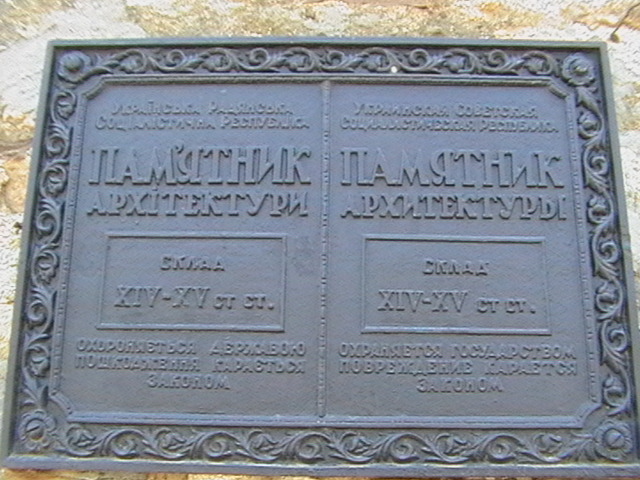 Українська Радянська
Соціалістична Республіка
ПАМ'ЯТНИК
АРХІТЕКТУРИ
СКЛАД
XIV-XV СТ СТ.
ОХОРОНЯЄТЬСЯ ДЕРЖАВОЮ
ПОШКОДЖЕННЯ КАРАЄТЬСЯ
ЗАКОНОМ
Украинская Советская
Социалистическая Республика
ПАМЯТНИК
АРХИТЕКТУРЫ
СКЛАД
XIV-XV СТ СТ.
ОХРАНЯЕТСЯ ГОСУДАРСТВОМ
ПОВРЕЖДЕНИЕ КАРАЕТСЯ
ЗАКОНОМ